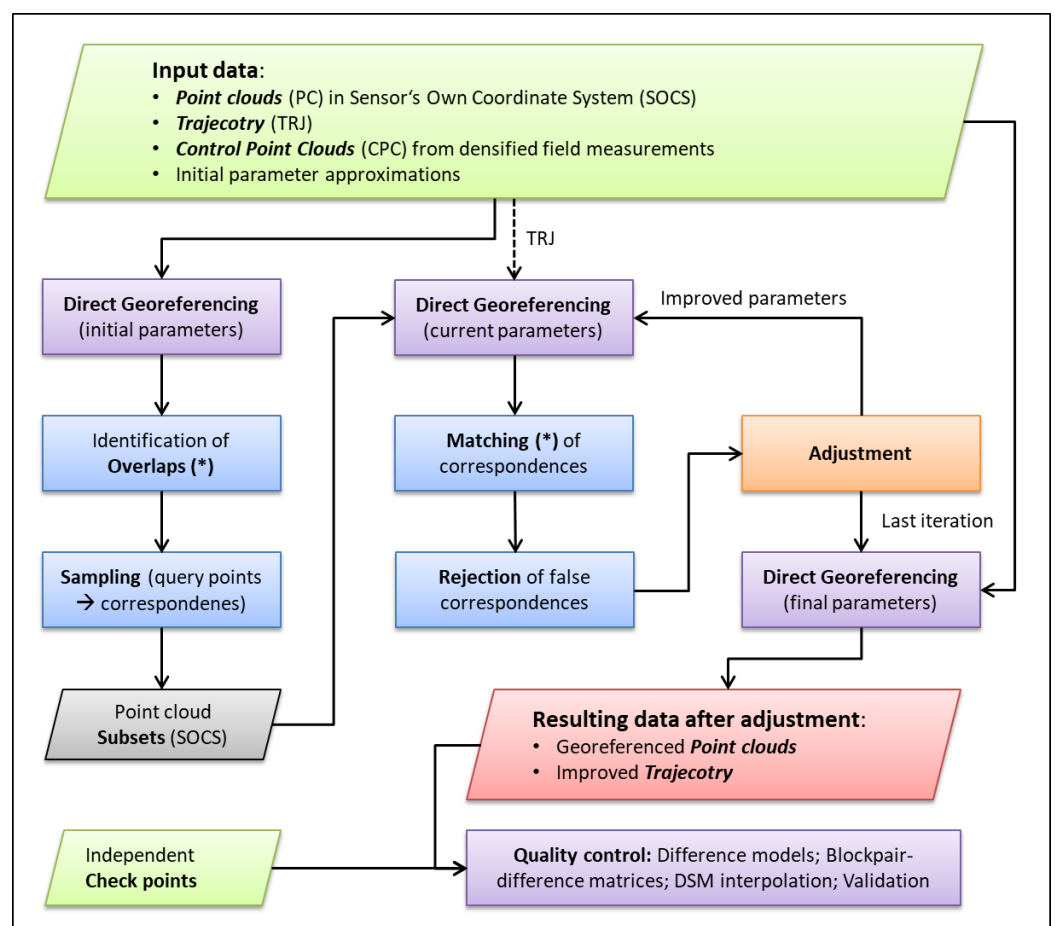 Input data:
• Point clouds (PC) in Sensor‘s Own Coordinate System (SOCS)
• Trajecotry (TRJ)
• Control Point Clouds (CPC) from densified field measurements
• Initial parameter approximations
TRJ
Direct Georeferencing
(initial parameters)
Direct Georeferencing
(current parameters)
Improved parameters
Identification of
Overlaps (*)
Matching (*) of
correspondences
Adjustment
Last iteration
Sampling (query points
→ correspondenes)
Rejection of false
correspondences
Direct Georeferencing
(final parameters)
Point cloud
Subsets (SOCS)
Resulting data after adjustment:
• Georeferenced Point clouds
• Improved Trajecotry
Independent
Check points
Quality control: Difference models; Blockpair-
difference matrices; DSM interpolation; Validation